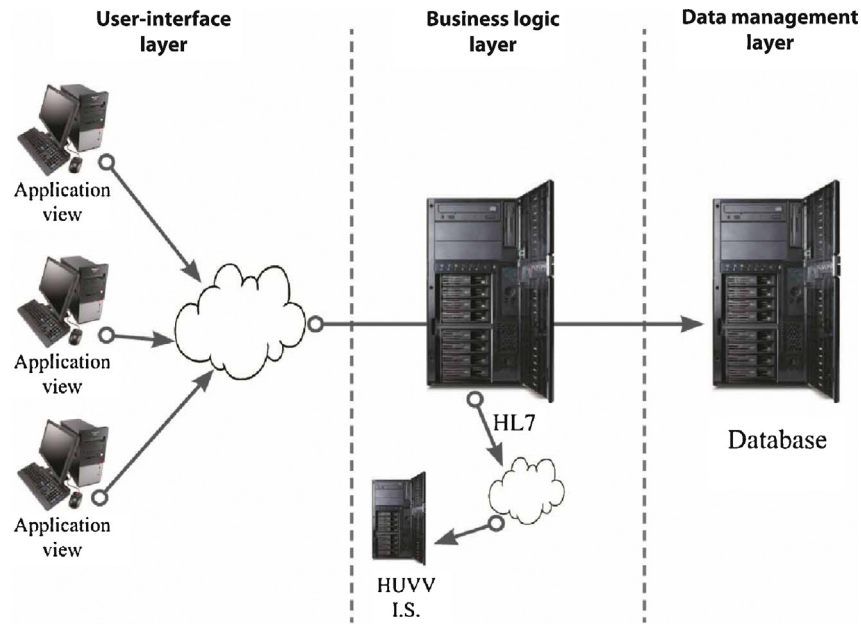 User-interface
layer
Business logic
layer
Data management
layer
Application
view
Application
view
Application
view
HL7
HUVV
I.S.
Database